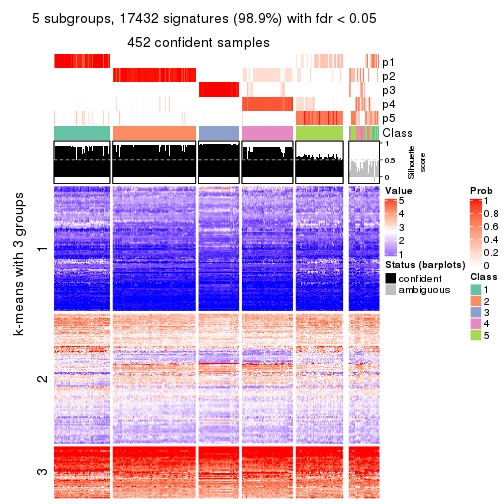 5 subgroups, 17432 signatures (98.9%) with fdr < 0.05
452 confident samples
p1
p2
p3
p4
p5
Class
1
0.5
0
Silhouette
score
k-means with 3 groups
1
2
3
Value
5
4
3
2
1
Status (barplots)
confident
ambiguous
Prob
1
0.8
0.6
0.4
0.2
0
Class
1
2
3
4
5